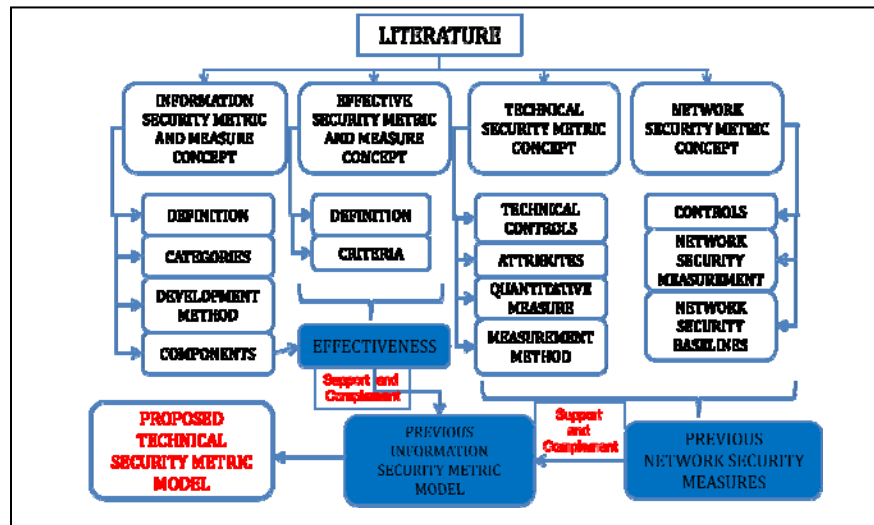 LITERATURE
INFORMATION
SECURITY METRIC
AND MEASURE
CONCEPT
EFFECTIVE
SECURITY METRIC
AND MEASURE
CONCEPT
TECHNICAL
SECURITY METRIC
CONCEPT
NETWORK
SECURITY METRIC
CONCEPT
DEFINITION
CATEGORIES
DEVELOPMENT
METHOD
COMPONENTS
DEFINITION
CRITERIA
EFFECTIVENESS
Support and
Complement
TECHNICAL
CONTROLS
ATTRIBUTES
QUANTITATIVE
MEASURE
MEASUREMENT
METHOD
CONTROLS
NETWORK
SECURITY
MEASUREMENT
NETWORK
SECURITY
BASELINES
PROPOSED
TECHNICAL
SECURITY METRIC
MODEL
PREVIOUS
INFORMATION
SECURITY METRIC
MODEL
Support
and
Complement
PREVIOUS
NETWORK SECURITY
MEASURES